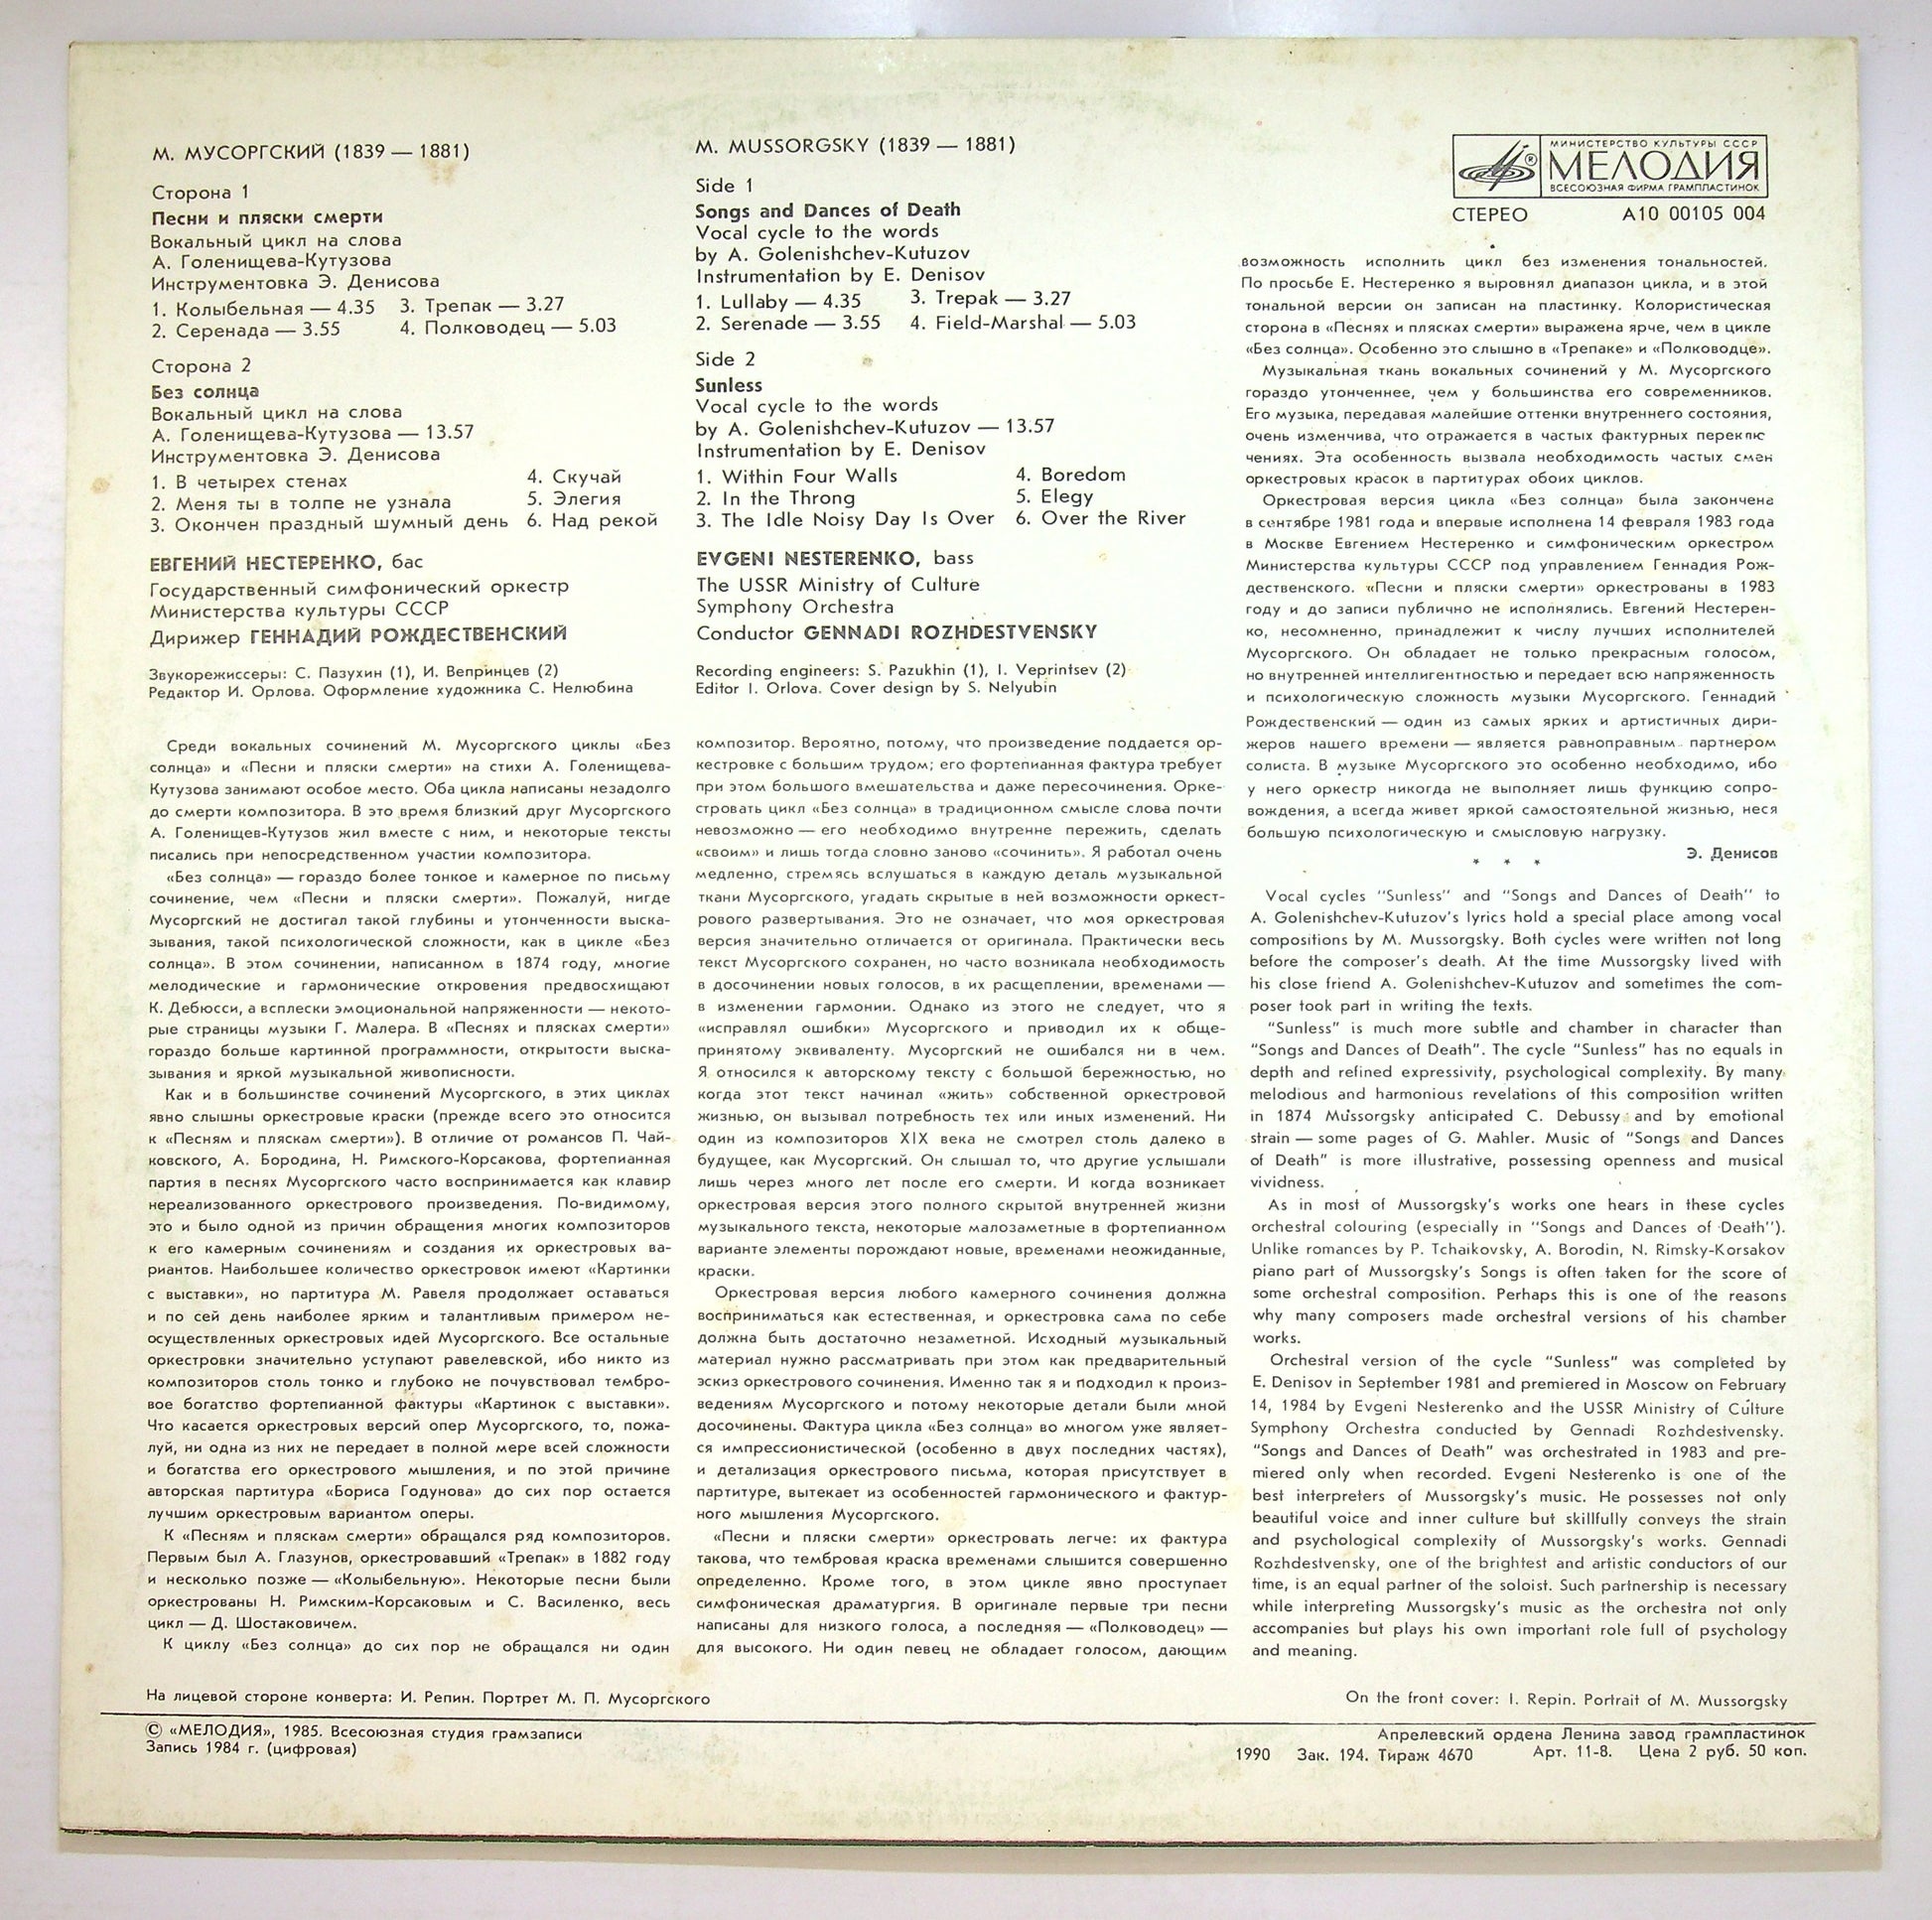 М. МУСОРГСКИЙ (1839 — 1881)
Сторона 1
Песни и пляски смерти
Вокальный цикл на слова
А. Голенищева-Кутузова
Инструментовка Э. Денисова
1. Колыбельная — 4.35 3. Трепак — 3.27
2. Серенада — 3.55 4. Полководец — 5.03
Сторона 2
Без солнца
Вокальный цикл на слова
А. Голенищева-Кутузова — 13.57
Инструментовка Э. Денисова
1. В четырех стенах 4. Скучай
2. Меня ты в толпе не узнала 5. Элегия
3. Окончен праздный шумный день 6. Над рекой
ЕВГЕНИЙ НЕСТЕРЕНКО, бас
Государственный симфонический оркестр
Министерства культуры СССР
Дирижер ГЕННАДИЙ РОЖДЕСТВЕНСКИЙ
Звукорежиссеры: С. Пазухин (1), И. Вепринцев (2)
Редактор И. Орлова. Оформление художника С. Нелюбина
M. MUSSORGSKY (1839 — 1881)
Side 1
Songs and Dances of Death
Vocal cycle to the words
by A. Golenishchev-Kutuzov
Instrumentation by E. Denisov
1. Lullaby — 4.35 3. Trepak — 3.27
2. Serenade — 3.55 4. Field-Marshal — 5.03
Side 2
Sunless
Vocal cycle to the words
by A. Golenishchev-Kutuzov — 13.57
Instrumentation by E. Denisov
1. Within Four Walls 4. Boredom
2. In the Throng 5. Elegy
3. The Idle Noisy Day Is Over 6. Over the River
EVGENI NESTERENKO, bass
The USSR Ministry of Culture
Symphony Orchestra
Conductor GENNADI ROZHDESTVENSKY
Recording engineers: S. Pazukhin (1), I. Veprintsev (2)
Editor I. Orlova. Cover design by S. Nelyubin
МИНИСТЕРСТВО КУЛЬТУРЫ СССР
МЕЛОДИЯ
ВСЕСОЮЗНАЯ ФИРМА ГРАМПЛАСТИНОК
СТЕРЕО А10 00105 004
Среди вокальных сочинений М. Мусоргского циклы «Без
солнца» и «Песни и пляски смерти» на стихи А. Голенищева-
Кутузова занимают особое место. Оба цикла написаны незадолго
до смерти композитора. В это время близкий друг Мусоргского
А. Голенищев-Кутузов жил вместе с ним, и некоторые тексты
писались при непосредственном участии композитора.
«Без солнца» — гораздо более тонкое и камерное по письму
сочинение, чем «Песни и пляски смерти». Пожалуй, нигде
Мусоргский не достигал такой глубины и утонченности выска-
зывания, такой психологической сложности, как в цикле «Без
солнца». В этом сочинении, написанном в 1874 году, многие
мелодические и гармонические откровения предвосхищают
К. Дебюсси, а всплески эмоциональной напряженности — некото-
рые страницы музыки Г. Малера. В «Песнях и плясках смерти»
гораздо больше картинной программности, открытости выска-
зывания и яркой музыкальной живописности.
Как и в большинстве сочинений Мусоргского, в этих циклах
явно слышны оркестровые краски (прежде всего это относится
к «Песням и пляскам смерти»). В отличие от романсов П. Чай-
ковского, А. Бородина, Н. Римского-Корсакова, фортепианная
партия в песнях Мусоргского часто воспринимается как клавир
нереализованного оркестрового произведения. По-видимому,
это и было одной из причин обращения многих композиторов
к его камерным сочинениям и создания их оркестровых ва-
риантов. Наибольшее количество оркестровок имеют «Картинки
с выставки», но партитура М. Равеля продолжает оставаться
и по сей день наиболее ярким и талантливым примером не-
осуществленных оркестровых идей Мусоргского. Все остальные
оркестровки значительно уступают равелевской, ибо никто из
композиторов столь тонко и глубоко не почувствовал тембро-
вое богатство фортепианной фактуры «Картинок с выставки».
Что касается оркестровых версий опер Мусоргского, то, пожа-
луй, ни одна из них не передает в полной мере всей сложности
и богатства его оркестрового мышления, и по этой причине
авторская партитура «Бориса Годунова» до сих пор остается
лучшим оркестровым вариантом оперы.
К «Песням и пляскам смерти» обращался ряд композиторов.
Первым был А. Глазунов, оркестровавший «Трепак» в 1882 году
и несколько позже — «Колыбельную». Некоторые песни были
оркестрованы Н. Римским-Корсаковым и С. Василенко, весь
цикл — Д. Шостаковичем.
К циклу «Без солнца» до сих пор не обращался ни один
композитор. Вероятно, потому, что произведение поддается ор-
кестровке с большим трудом; его фортепианная фактура требует
при этом большого вмешательства и даже пересочинения. Орке-
стровать цикл «Без солнца» в традиционном смысле слова почти
невозможно — его необходимо внутренне пережить, сделать
«своим» и лишь тогда словно заново «сочинить». Я работал очень
медленно, стремясь вслушаться в каждую деталь музыкальной
ткани Мусоргского, угадать скрытые в ней возможности оркест-
рового развертывания. Это не означает, что моя оркестровая
версия значительно отличается от оригинала. Практически весь
текст Мусоргского сохранен, но часто возникала необходимость
в досочинении новых голосов, в их расщеплении, временами —
в изменении гармонии. Однако из этого не следует, что я
«исправлял ошибки» Мусоргского и приводил их к обще-
принятому эквиваленту. Мусоргский не ошибался ни в чем.
Я относился к авторскому тексту с большой бережностью, но
когда этот текст начинал «жить» собственной оркестровой
жизнью, он вызывал потребность тех или иных изменений. Ни
один из композиторов XIX века не смотрел столь далеко в
будущее, как Мусоргский. Он слышал то, что другие услышали
лишь через много лет после его смерти. И когда возникает
оркестровая версия этого полного скрытой внутренней жизни
музыкального текста, некоторые малозаметные в фортепианном
варианте элементы порождают новые, временами неожиданные,
краски.
Оркестровая версия любого камерного сочинения должна
восприниматься как естественная, и оркестровка сама по себе
должна быть достаточно незаметной. Исходный музыкальный
материал нужно рассматривать при этом как предварительный
эскиз оркестрового сочинения. Именно так я и подходил к произ-
ведениям Мусоргского и потому некоторые детали были мной
досочинены. Фактура цикла «Без солнца» во многом уже являет-
ся импрессионистической (особенно в двух последних частях),
и детализация оркестрового письма, которая присутствует в
партитуре, вытекает из особенностей гармонического и фактур-
ного мышления Мусоргского.
«Песни и пляски смерти» оркестровать легче: их фактура
такова, что тембровая краска временами слышится совершенно
определенно. Кроме того, в этом цикле явно проступает
симфоническая драматургия. В оригинале первые три песни
написаны для низкого голоса, а последняя — «Полководец» —
для высокого. Ни один певец не обладает голосом, дающим
возможность исполнить цикл без изменения тональностей.
По просьбе Е. Нестеренко я выровнял диапазон цикла, и в этой
тональной версии он записан на пластинку. Колористическая
сторона в «Песнях и плясках смерти» выражена ярче, чем в цикле
«Без солнца». Особенно это слышно в «Трепаке» и «Полководце».
Музыкальная ткань вокальных сочинений у М. Мусоргского
гораздо утонченнее, чем у большинства его современников.
Его музыка, передавая малейшие оттенки внутреннего состояния,
очень изменчива, что отражается в частых фактурных переклю
чениях. Эта особенность вызвала необходимость частых смен
оркестровых красок в партитурах обоих циклов.
Оркестровая версия цикла «Без солнца» была закончена
в сентябре 1981 года и впервые исполнена 14 февраля 1983 года
в Москве Евгением Нестеренко и симфоническим оркестром
Министерства культуры СССР под управлением Геннадия Рож-
дественского. «Песни и пляски смерти» оркестрованы в 1983
году и до записи публично не исполнялись. Евгений Нестерен-
ко, несомненно, принадлежит к числу лучших исполнителей
Мусоргского. Он обладает не только прекрасным голосом,
но внутренней интеллигентностью и передает всю напряженность
и психологическую сложность музыки Мусоргского. Геннадий
Рождественский — один из самых ярких и артистичных дири-
жеров нашего времени — является равноправным партнером
солиста. В музыке Мусоргского это особенно необходимо, ибо
у него оркестр никогда не выполняет лишь функцию сопро-
вождения, а всегда живет яркой самостоятельной жизнью, неся
большую психологическую и смысловую нагрузку.
Э. Денисов
* * *
Vocal cycles "Sunless" and "Songs and Dances of Death" to
A. Golenishchev-Kutuzov's lyrics hold a special place among vocal
compositions by M. Mussorgsky. Both cycles were written not long
before the composer's death. At the time Mussorgsky lived with
his close friend A. Golenishchev-Kutuzov and sometimes the com-
poser took part in writing the texts.
"Sunless" is much more subtle and chamber in character than
"Songs and Dances of Death". The cycle "Sunless" has no equals in
depth and refined expressivity, psychological complexity. By many
melodious and harmonious revelations of this composition written
in 1874 Mussorgsky anticipated C. Debussy and by emotional
strain — some pages of G. Mahler. Music of "Songs and Dances
of Death" is more illustrative, possessing openness and musical
vividness.
As in most of Mussorgsky's works one hears in these cycles
orchestral colouring (especially in "Songs and Dances of Death").
Unlike romances by P. Tchaikovsky, A. Borodin, N. Rimsky-Korsakov
piano part of Mussorgsky's Songs is often taken for the score of
some orchestral composition. Perhaps this is one of the reasons
why many composers made orchestral versions of his chamber
works.
Orchestral version of the cycle "Sunless" was completed by
E. Denisov in September 1981 and premiered in Moscow on February
14, 1984 by Evgeni Nesterenko and the USSR Ministry of Culture
Symphony Orchestra conducted by Gennadi Rozhdestvensky.
"Songs and Dances of Death" was orchestrated in 1983 and pre-
miered only when recorded. Evgeni Nesterenko is one of the
best interpreters of Mussorgsky's music. He possesses not only
beautiful voice and inner culture but skillfully conveys the strain
and psychological complexity of Mussorgsky's works. Gennadi
Rozhdestvensky, one of the brightest and artistic conductors of our
time, is an equal partner of the soloist. Such partnership is necessary
while interpreting Mussorgsky's music as the orchestra not only
accompanies but plays his own important role full of psychology
and meaning.
На лицевой стороне конверта: И. Репин. Портрет М. П. Мусоргского
On the front cover: I. Repin. Portrait of M. Mussorgsky
© «МЕЛОДИЯ», 1985. Всесоюзная студия грамзаписи
Запись 1984 г. (цифровая)
Апрелевский ордена Ленина завод грампластинок
1990 Зак. 194. Тираж 4670 Арт. 11-8. Цена 2 руб. 50 коп.